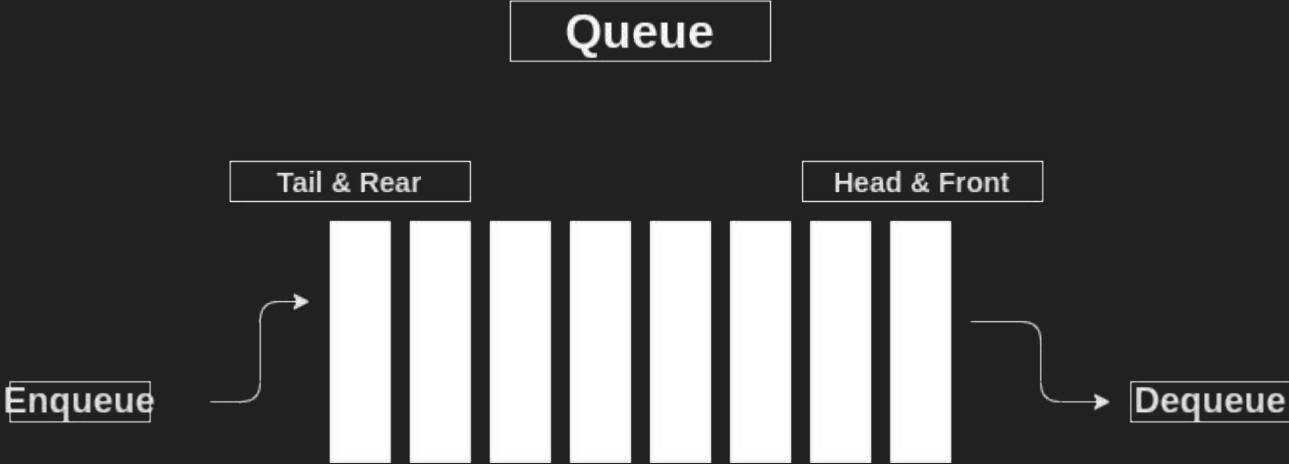 Queue
Tail & Rear
Head & Front
Enqueue
Dequeue